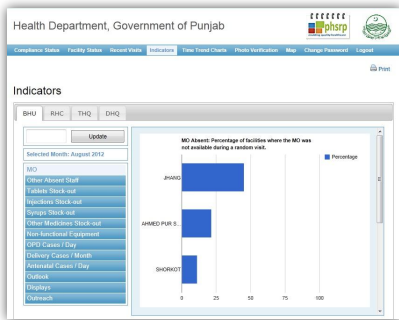 Health Department, Government of Punjab
phsrp
Compliance Status Facility Status Recent Visits Indicators Time Trend Charts Photo Verification Map Change Password Logout
Print
Indicators
BHU RHC THQ DHQ
Update
Selected Month: August 2012
MO
Other Absent Staff
Tablets Stock-out
Injections Stock-out
Syrups Stock-out
Other Medicines Stock-out
Non-functional Equipment
OPD Cases / Day
Delivery Cases / Month
Antenatal Cases / Day
Outlook
Displays
Outreach
MO Absent: Percentage of facilities where the MO was
not available during a random visit.
Percentage
JHANG
AHMED PUR S...
SHORKOT
0 25 50 75 100